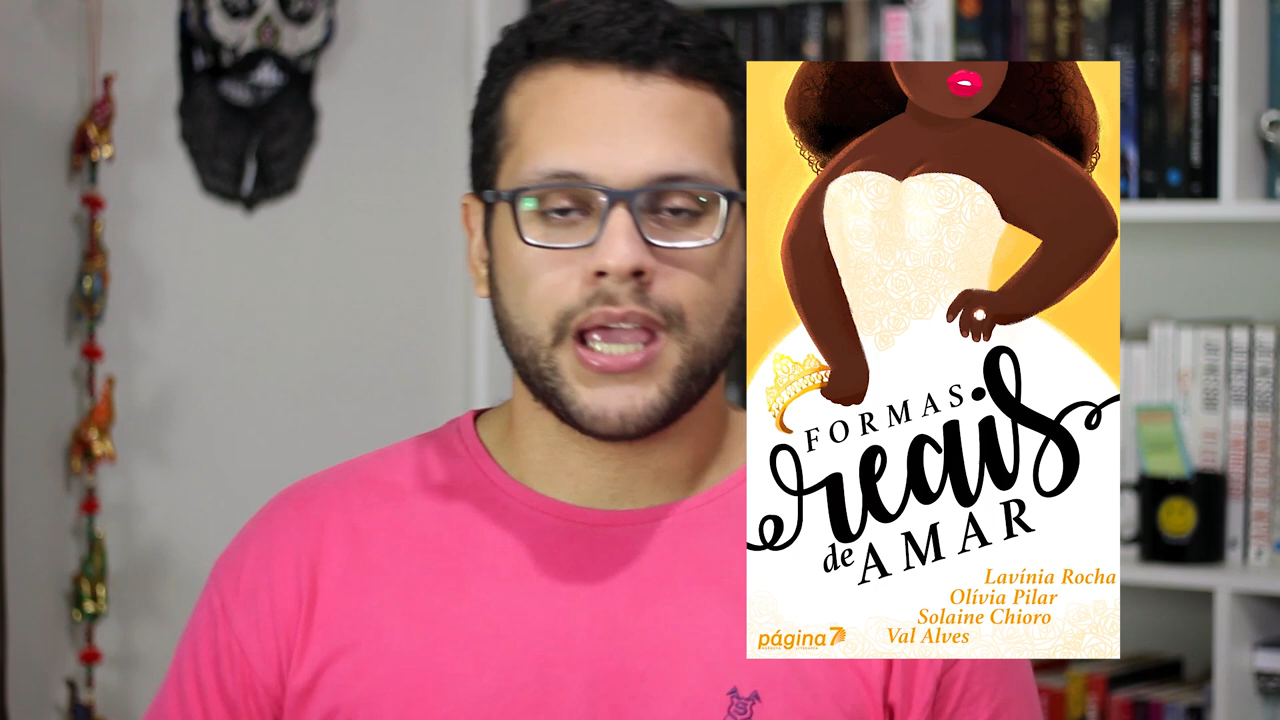 FORMAS
reais
de AMAR
Lavínia Rocha
Olívia Pilar
Solaine Chioro
Val Alves
página 7